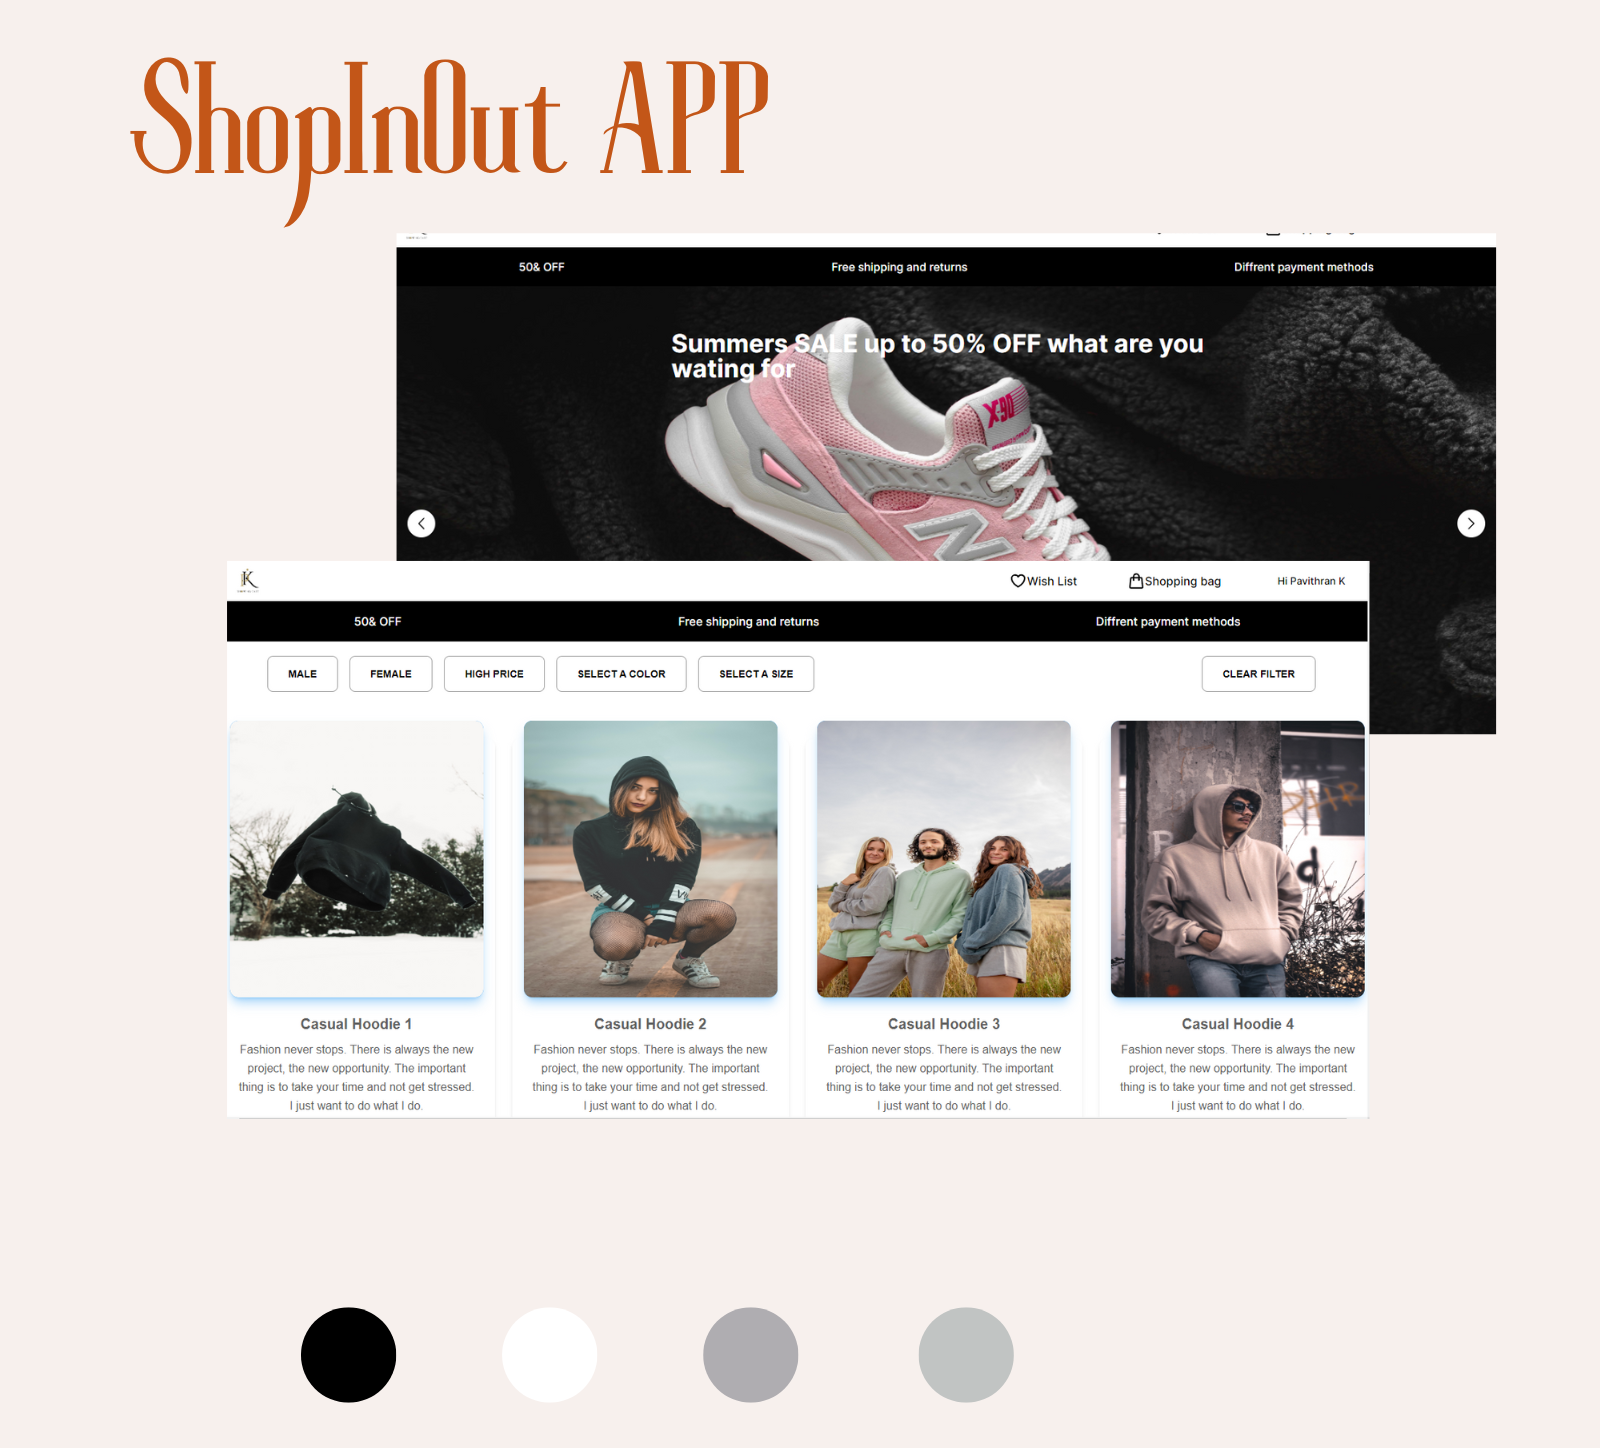 ShopInOut APP
50& OFF
Free shipping and returns
Diffrent payment methods
Summers SALE up to 50% OFF what are you
wating for
X-90
N
K
Wish List
Shopping bag
Hi Pavithran K
50& OFF
Free shipping and returns
Diffrent payment methods
MALE
FEMALE
HIGH PRICE
SELECT A COLOR
SELECT A SIZE
CLEAR FILTER
Casual Hoodie 1
Fashion never stops. There is always the new
project, the new opportunity. The important
thing is to take your time and not get stressed.
I just want to do what I do.
Casual Hoodie 2
Fashion never stops. There is always the new
project, the new opportunity. The important
thing is to take your time and not get stressed.
I just want to do what I do.
Casual Hoodie 3
Fashion never stops. There is always the new
project, the new opportunity. The important
thing is to take your time and not get stressed.
I just want to do what I do.
Casual Hoodie 4
Fashion never stops. There is always the new
project, the new opportunity. The important
thing is to take your time and not get stressed.
I just want to do what I do.